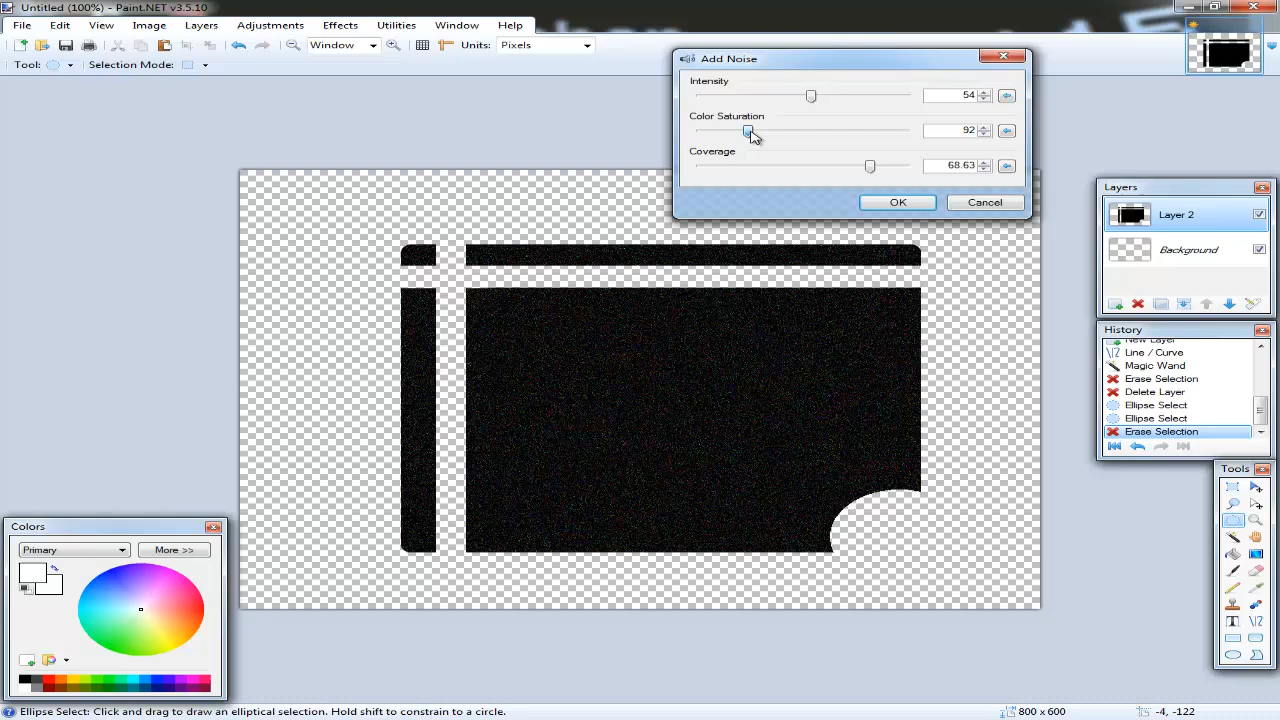 Untitled (100%) - Paint.NET v3.5.10
File Edit View Image Layers Adjustments Effects Utilities Window Help
Window Units: Pixels
Tool: Selection Mode:
Add Noise
Intensity
54
Color Saturation
92
Coverage
68.63
OK Cancel
Layers
Layer 2
Background
History
New Layer
Line / Curve
Magic Wand
Erase Selection
Delete Layer
Ellipse Select
Ellipse Select
Erase Selection
Tools
Colors
Primary More >>
Ellipse Select: Click and drag to draw an elliptical selection. Hold shift to constrain to a circle. 800 x 600 -4, -122